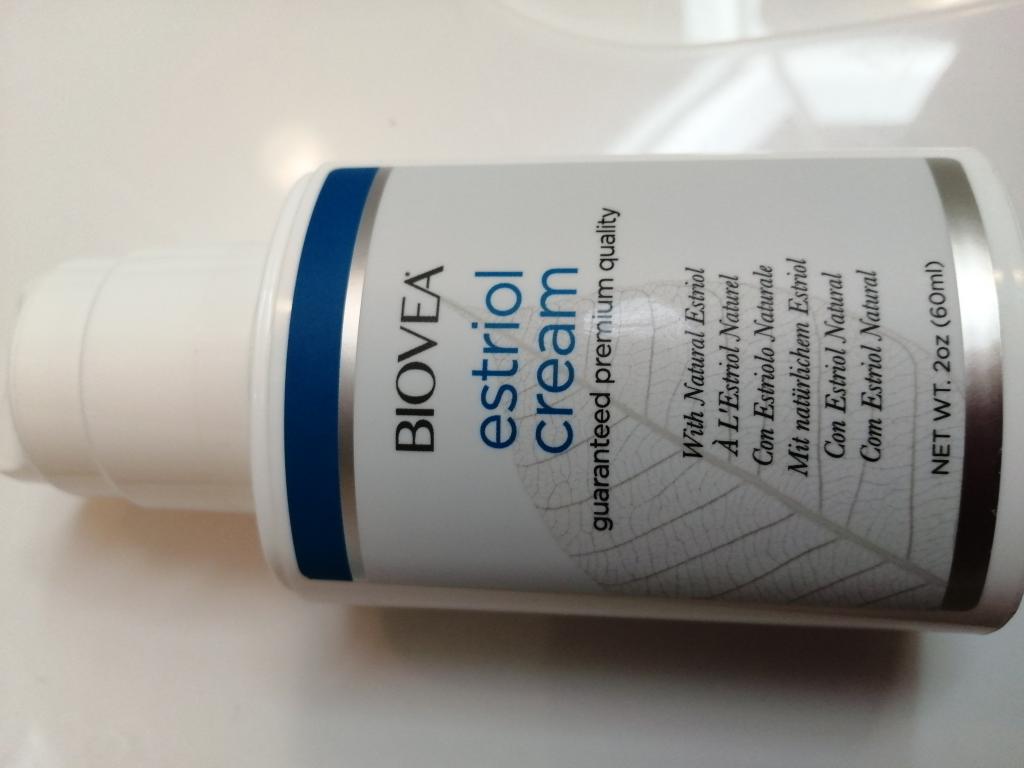 BIOVEA
estriol
cream
guaranteed premium quality
With Natural Estriol
À L'Estriol Naturel
Con Estriolo Naturale
Mit natürlichem Estriol
Con Estriol Natural
Com Estriol Natural
NET WT. 2oz (60ml)